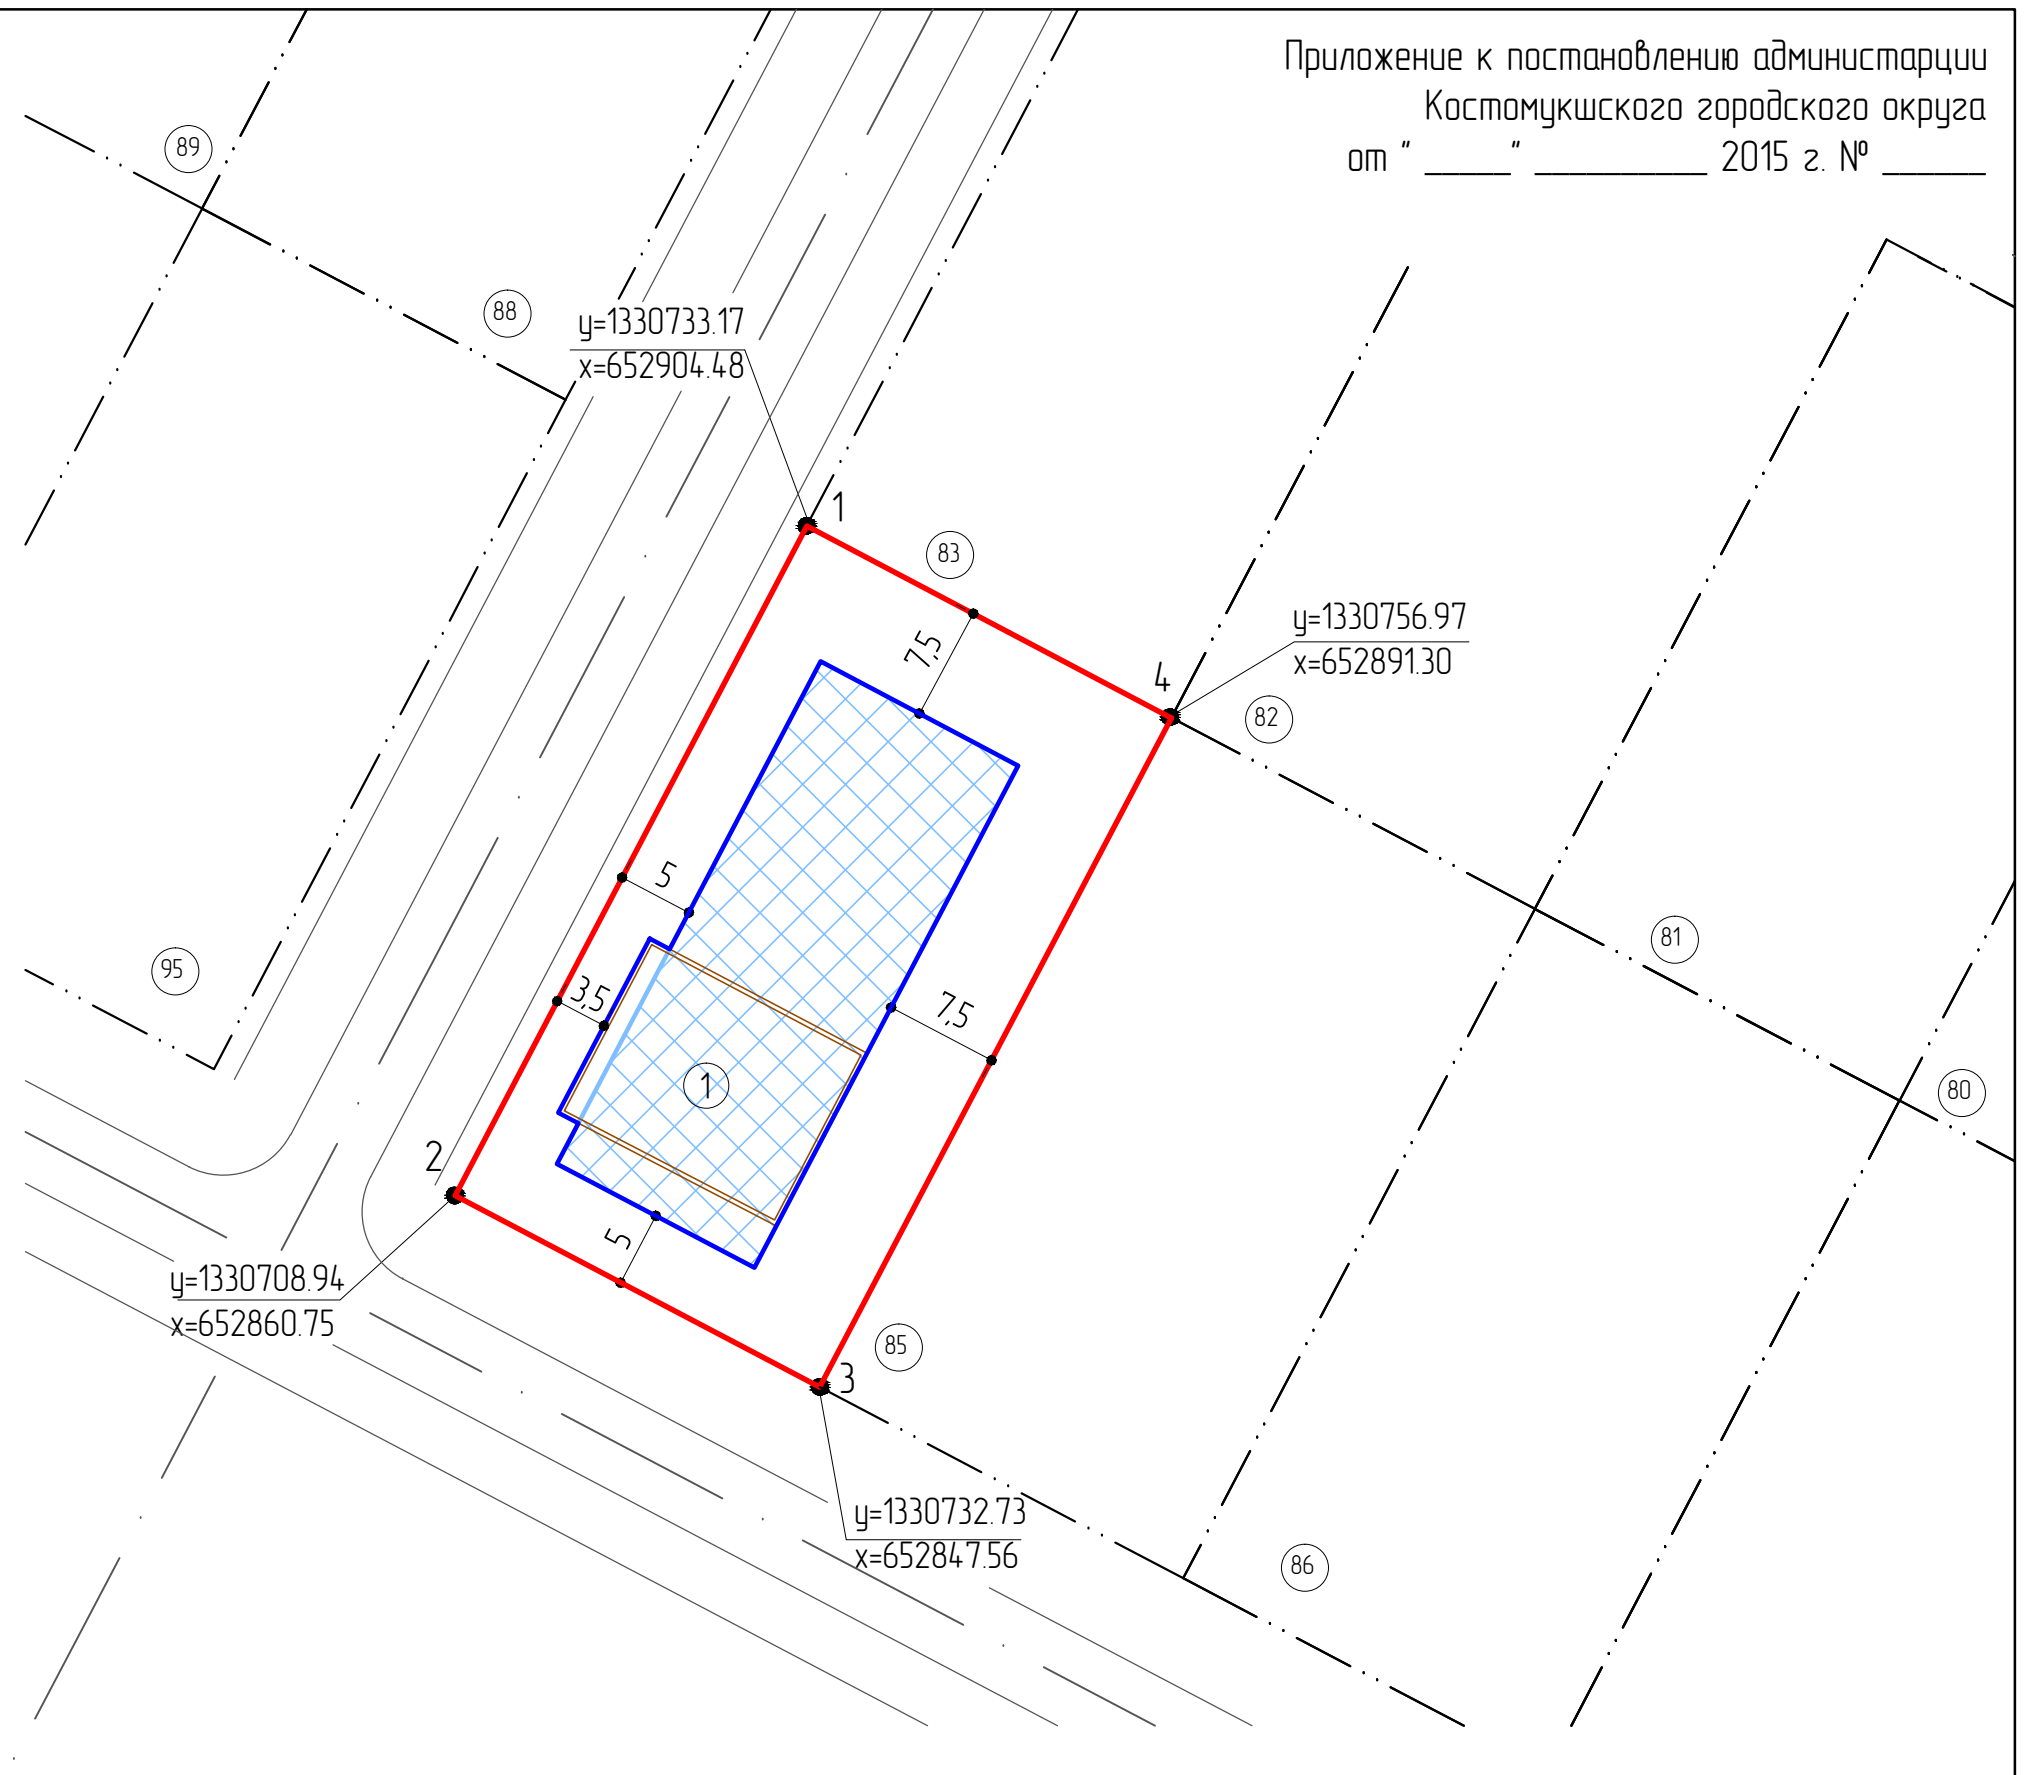 Приложение к постановлению администарции
Костомукшского городского округа
от " _____" __________ 2015 г. № ______
89
88
y=1330733.17
x=652904.48
1
83
7,5
y=1330756.97
x=652891.30
4
82
5
81
95
3,5
7,5
1
80
2
5
y=1330708.94
x=652860.75
85
3
y=1330732.73
x=652847.56
86